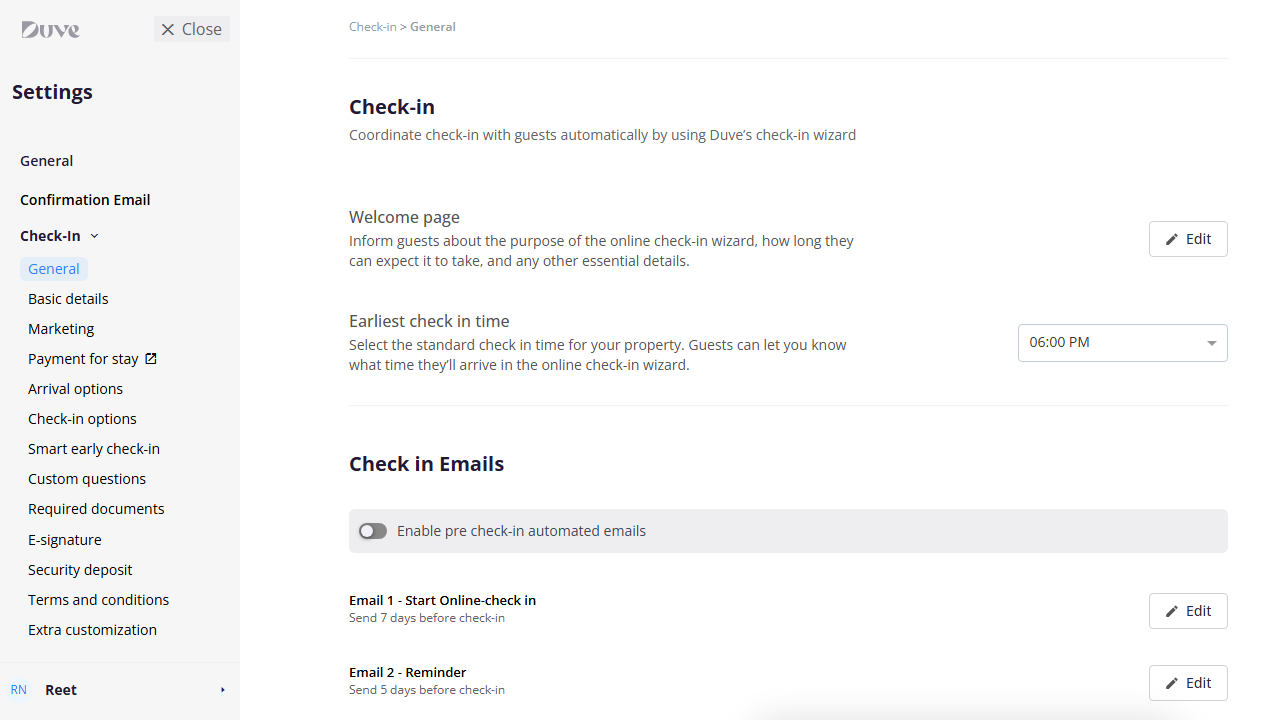 Duve
Close
Settings
General
Confirmation Email
Check-In
General
Basic details
Marketing
Payment for stay
Arrival options
Check-in options
Smart early check-in
Custom questions
Required documents
E-signature
Security deposit
Terms and conditions
Extra customization
RN Reet
Check-in > General
Check-in
Coordinate check-in with guests automatically by using Duve’s check-in wizard
Welcome page
Inform guests about the purpose of the online check-in wizard, how long they
can expect it to take, and any other essential details.
Edit
Earliest check in time
Select the standard check in time for your property. Guests can let you know
what time they’ll arrive in the online check-in wizard.
06:00 PM
Check in Emails
Enable pre check-in automated emails
Email 1 - Start Online-check in
Send 7 days before check-in
Edit
Email 2 - Reminder
Send 5 days before check-in
Edit